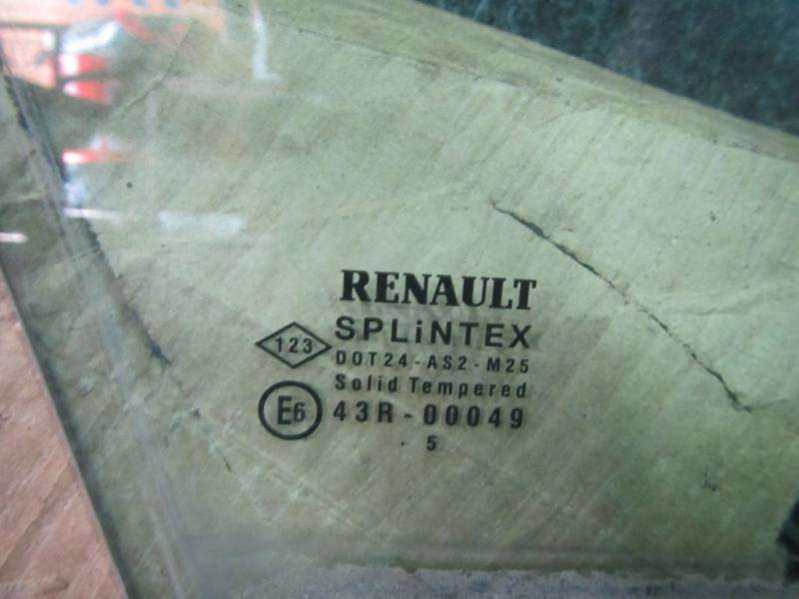 RENAULT
SPLiNTEX
123
DOT24-AS2-M25
Solid Tempered
E6 43R-00049
. 5